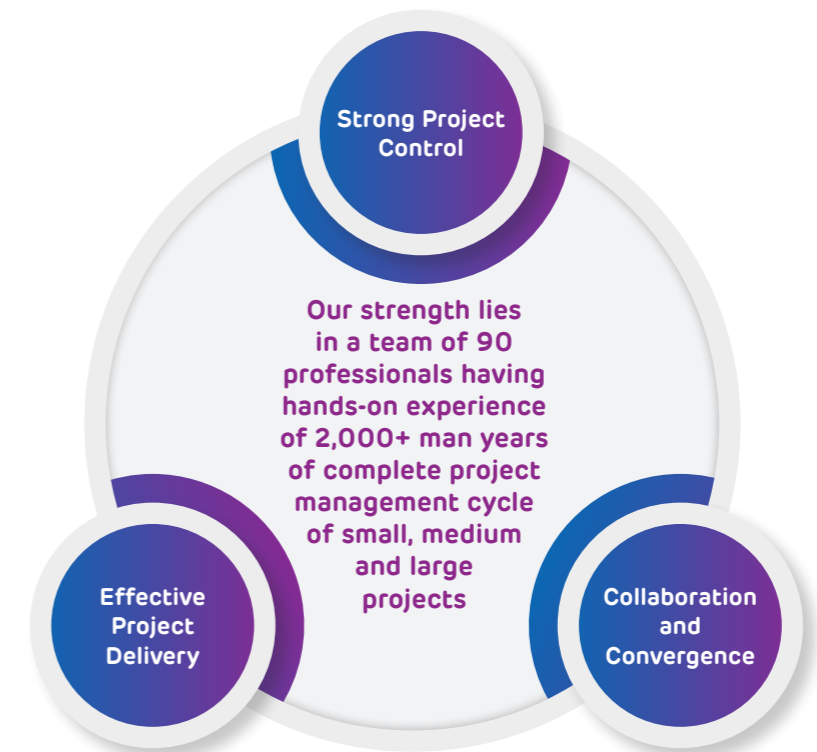 Strong Project
Control
Our strength lies
in a team of 90
professionals having
hands-on experience
of 2,000+ man years
of complete project
management cycle
of small, medium
and large
projects
Effective
Project
Delivery
Collaboration
and
Convergence